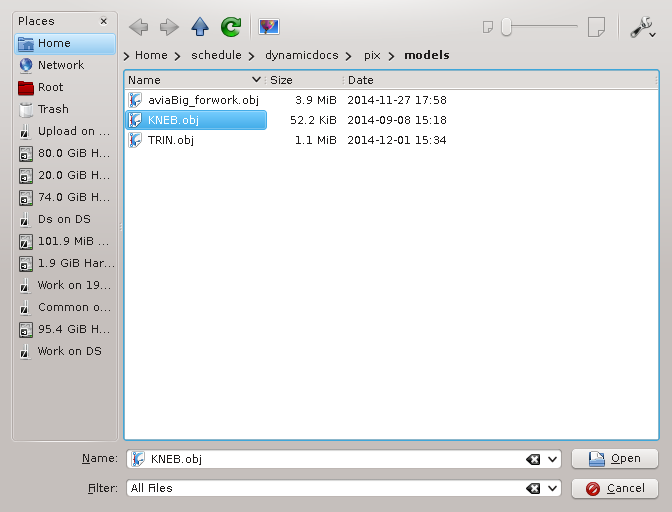 Places
Home
Network
Root
Trash
Upload on ...
80.0 GiB H...
20.0 GiB H...
74.0 GiB H...
Ds on DS
101.9 MiB ...
1.9 GiB Har...
Work on 19...
Common o...
95.4 GiB H...
Work on DS
Home schedule dynamicdocs pix models
Name Size Date
aviaBig_forwork.obj 3.9 MiB 2014-11-27 17:58
KNEB.obj 52.2 KiB 2014-09-08 15:18
TRIN.obj 1.1 MiB 2014-12-01 15:34
Name: KNEB.obj Open
Filter: All Files Cancel